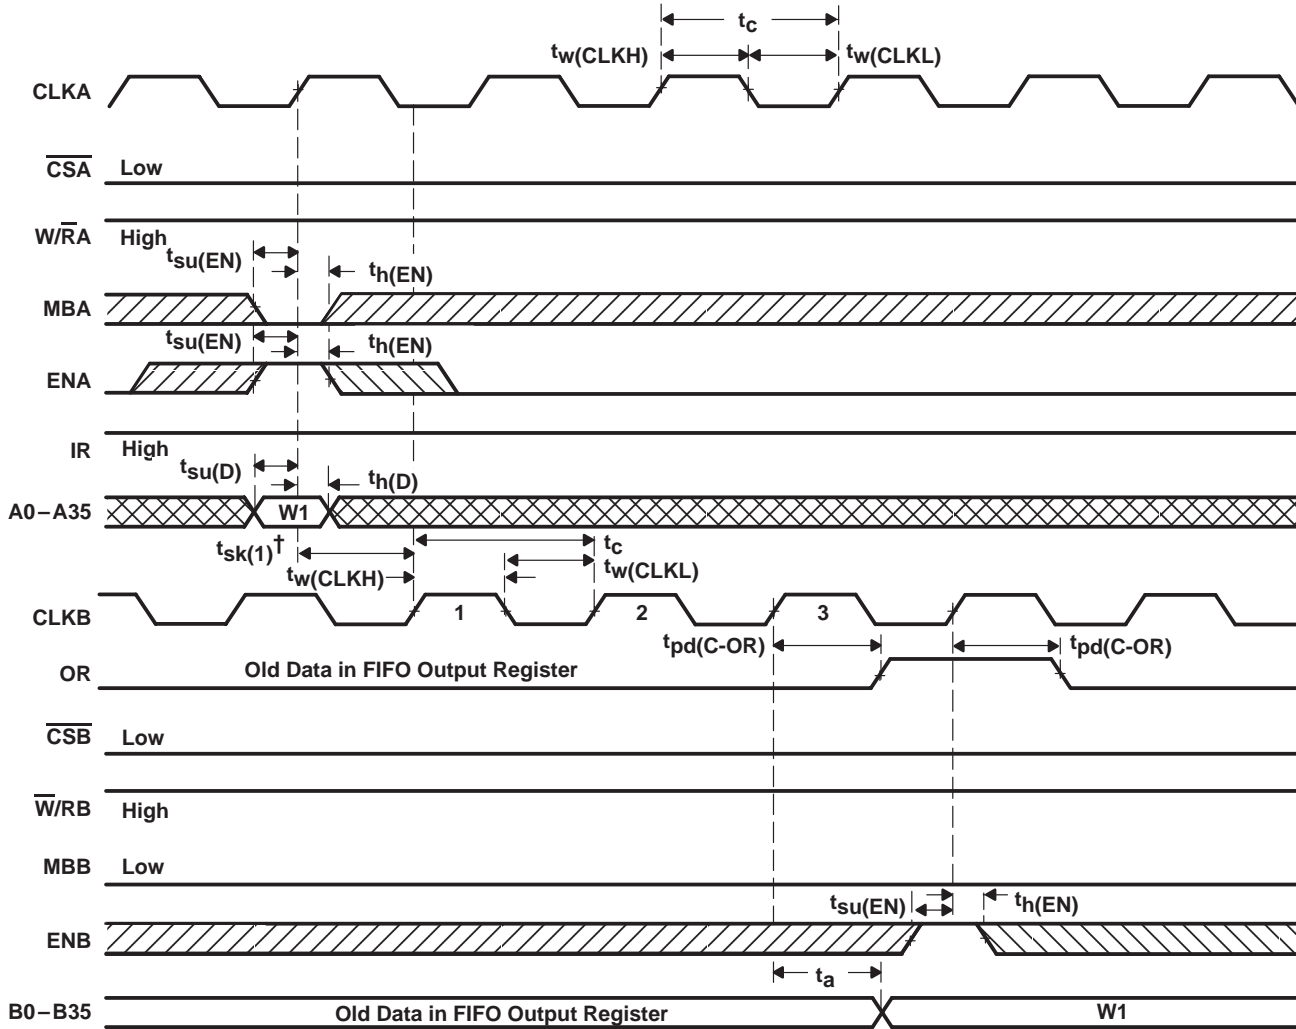 tc
tw(CLKH)
tw(CLKL)
CLKA
CSA
Low
W/RA
High
tsu(EN)
th(EN)
MBA
tsu(EN)
th(EN)
ENA
IR
High
tsu(D)
th(D)
A0–A35
W1
tsk(1)†
tc
tw(CLKH)
tw(CLKL)
CLKB
1
2
3
tpd(C-OR)
tpd(C-OR)
OR
Old Data in FIFO Output Register
CSB
Low
W/RB
High
MBB
Low
tsu(EN)
th(EN)
ENB
ta
B0–B35
Old Data in FIFO Output Register
W1